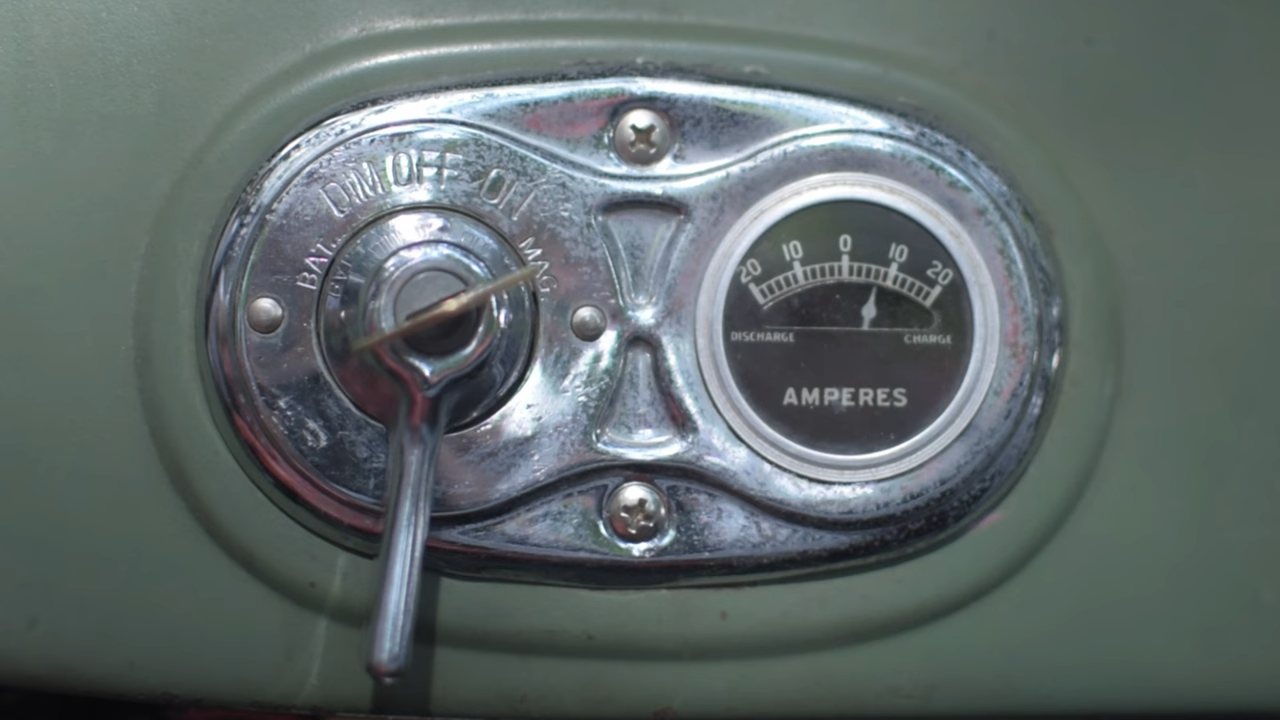 DIM OFF ON
BAT. MAG
20 10 0 10 20
DISCHARGE CHARGE
AMPERES